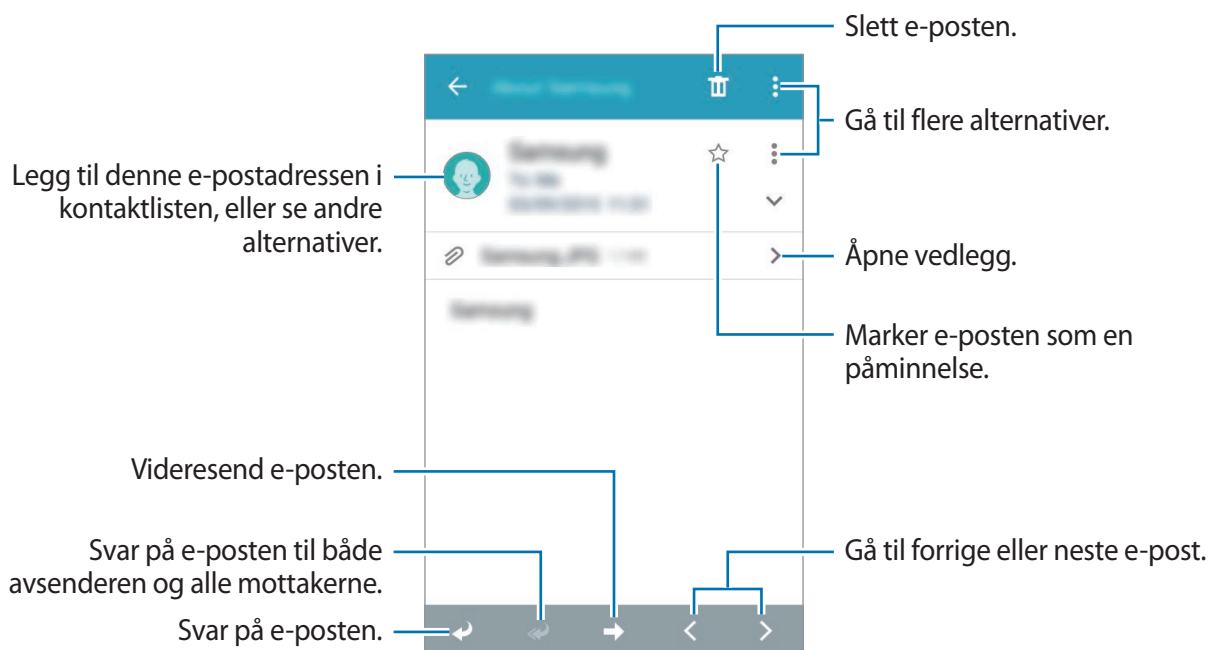 Slett e-posten.
Gå til flere alternativer.
Legg til denne e-postadressen i
kontaktlisten, eller se andre
alternativer.
Åpne vedlegg.
Marker e-posten som en
påminnelse.
Videresend e-posten.
Svar på e-posten til både
avsenderen og alle mottakerne.
Gå til forrige eller neste e-post.
Svar på e-posten.